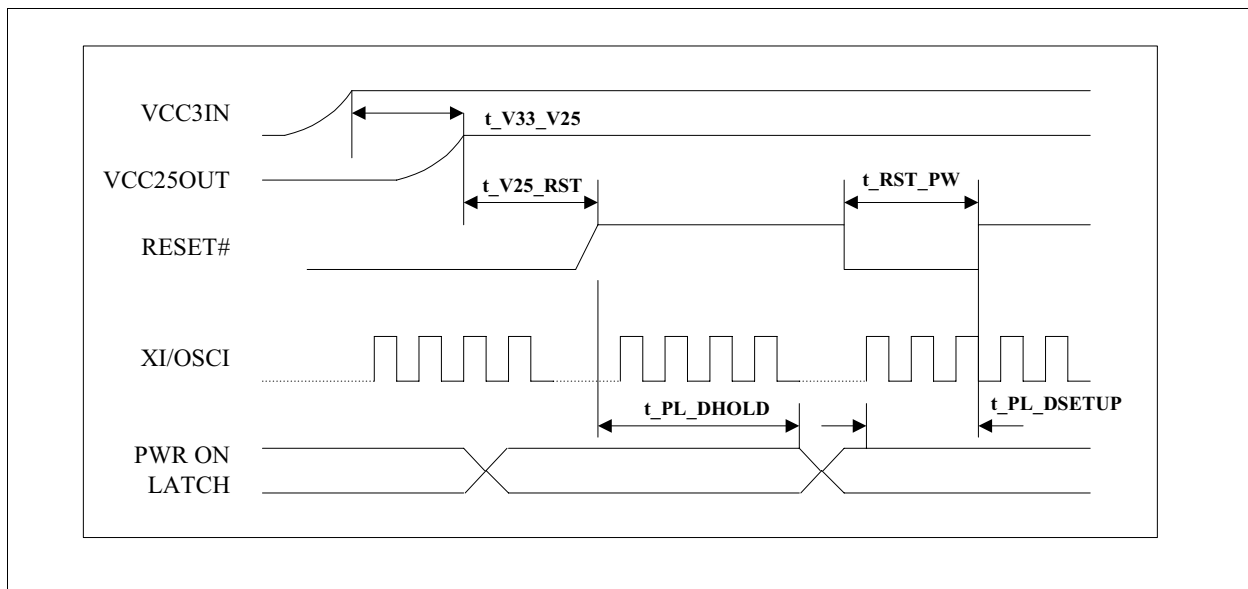 VCC3IN
t_V33_V25
VCC25OUT
t_V25_RST
t_RST_PW
RESET#
XI/OSCI
t_PL_DHOLD
t_PL_DSETUP
PWR ON
LATCH